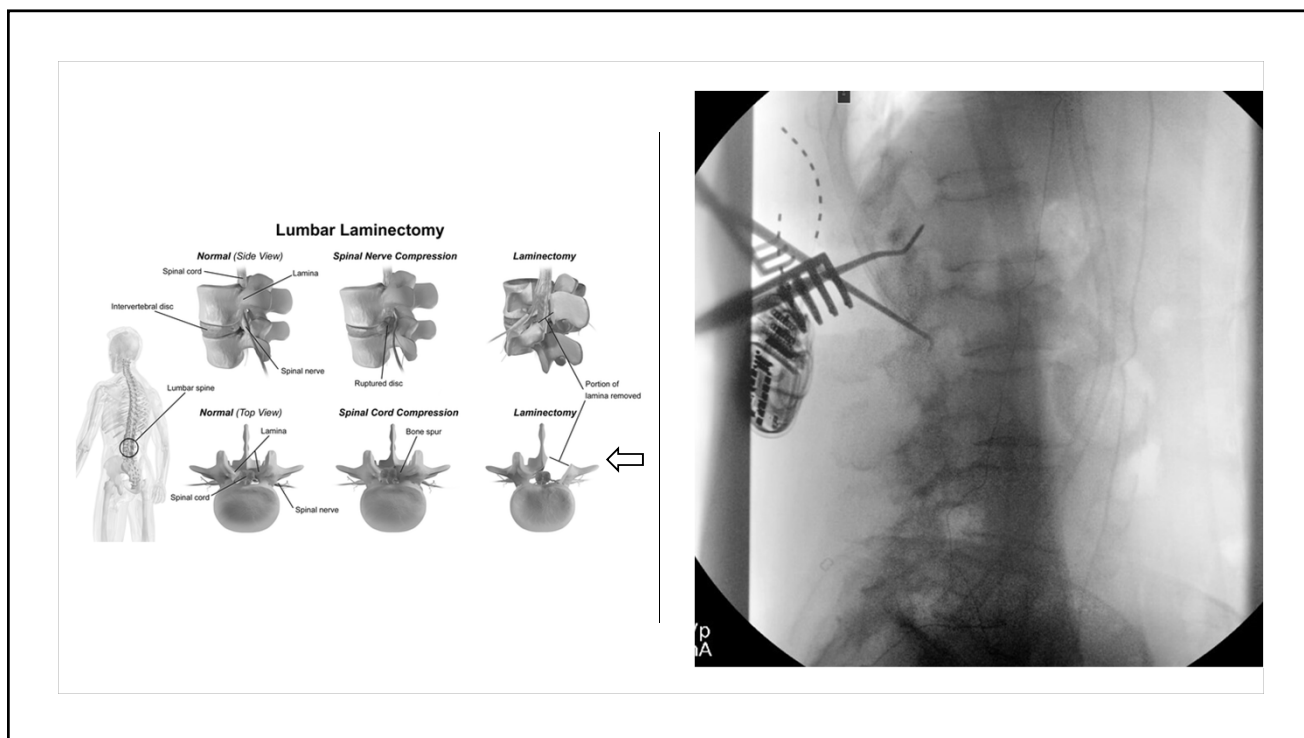 Lumbar Laminectomy
Normal (Side View)
Spinal Nerve Compression
Laminectomy
Spinal cord
Lamina
Intervertebral disc
Spinal nerve
Ruptured disc
Lumbar spine
Portion of
lamina removed
Normal (Top View)
Spinal Cord Compression
Laminectomy
Lamina
Bone spur
Spinal cord
Spinal nerve